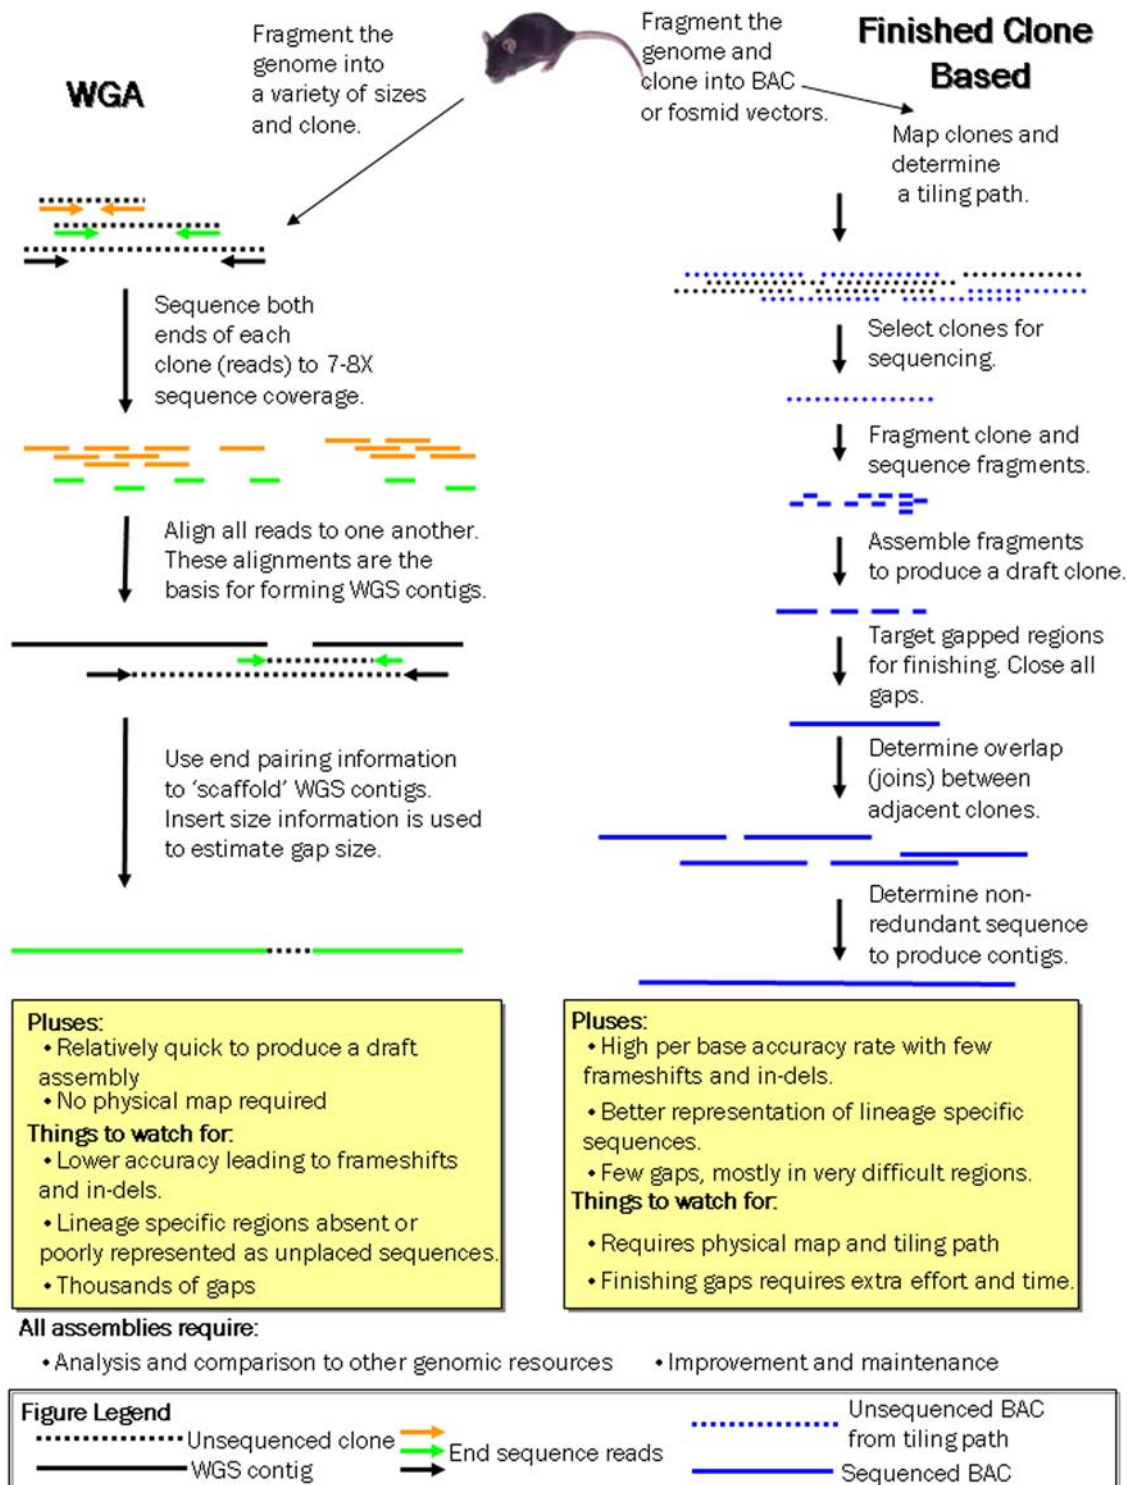 WGA
Fragment the
genome into
a variety of sizes
and clone.
Fragment the
genome and
clone into BAC
or fosmid vectors.
Finished Clone
Based
Map clones and
determine
a tiling path.
Sequence both
ends of each
clone (reads) to 7-8X
sequence coverage.
Align all reads to one another.
These alignments are the
basis for forming WGS contigs.
Use end pairing information
to ‘scaffold’ WGS contigs.
Insert size information is used
to estimate gap size.
Select clones for
sequencing.
Fragment clone and
sequence fragments.
Assemble fragments
to produce a draft clone.
Target gapped regions
for finishing. Close all
gaps.
Determine overlap
(joins) between
adjacent clones.
Determine non-
redundant sequence
to produce contigs.
Pluses:
• Relatively quick to produce a draft
assembly
• No physical map required
Things to watch for:
• Lower accuracy leading to frameshifts
and in-dels.
• Lineage specific regions absent or
poorly represented as unplaced sequences.
• Thousands of gaps
Pluses:
• High per base accuracy rate with few
frameshifts and in-dels.
• Better representation of lineage specific
sequences.
• Few gaps, mostly in very difficult regions.
Things to watch for:
• Requires physical map and tiling path
• Finishing gaps requires extra effort and time.
All assemblies require:
• Analysis and comparison to other genomic resources
• Improvement and maintenance
Figure Legend
Unsequenced clone
WGS contig
End sequence reads
Unsequenced BAC
from tiling path
Sequenced BAC